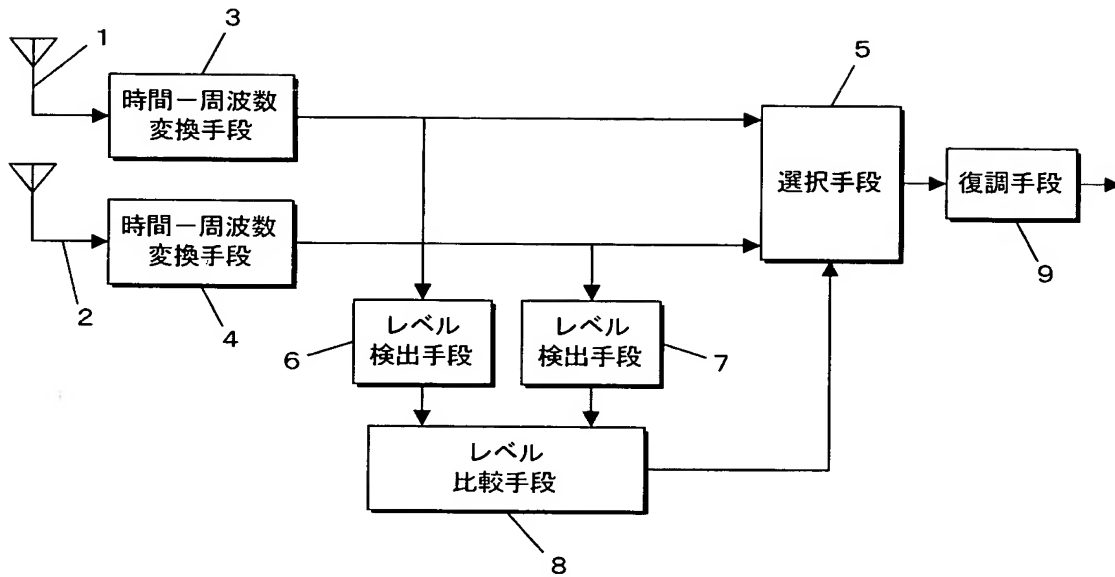 3
1
5
時間－周波数
変換手段
選択手段
復調手段
時間－周波数
変換手段
9
2
4
6
レベル
検出手段
レベル
検出手段
7
レベル
比較手段
8